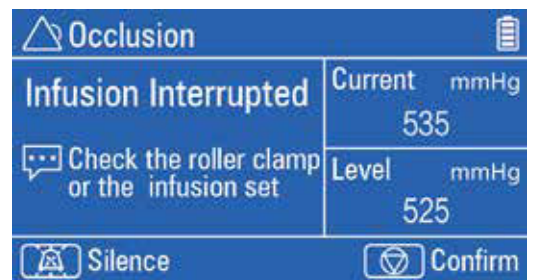 Occlusion
Infusion Interrupted
Check the roller clamp
or the infusion set
Current mmHg
535
Level mmHg
525
Silence
Confirm